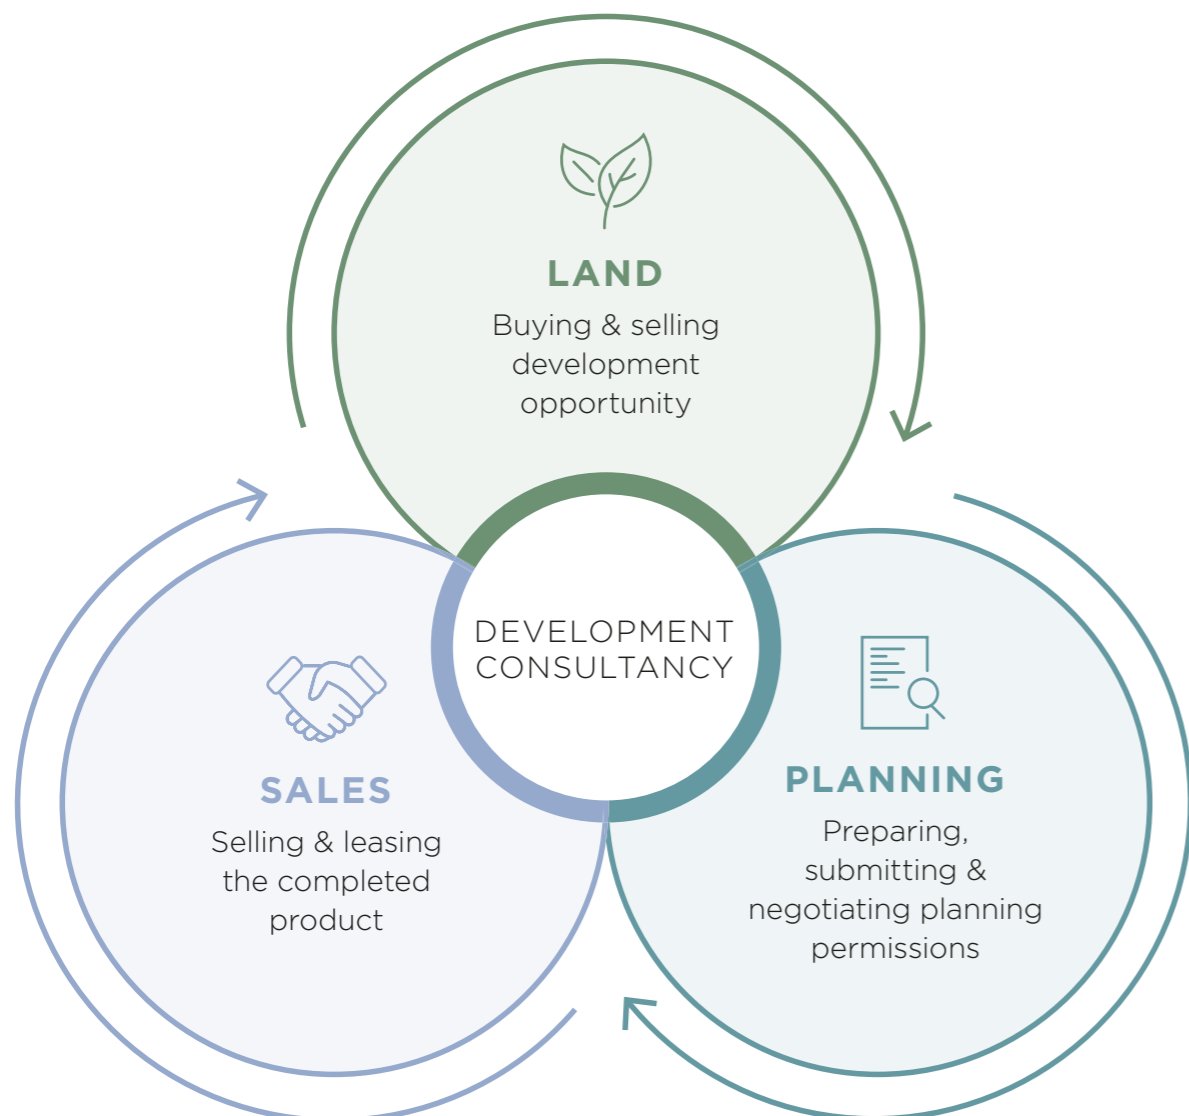 LAND
Buying & selling
development
opportunity
DEVELOPMENT
CONSULTANCY
SALES
Selling & leasing
the completed
product
PLANNING
Preparing,
submitting &
negotiating planning
permissions